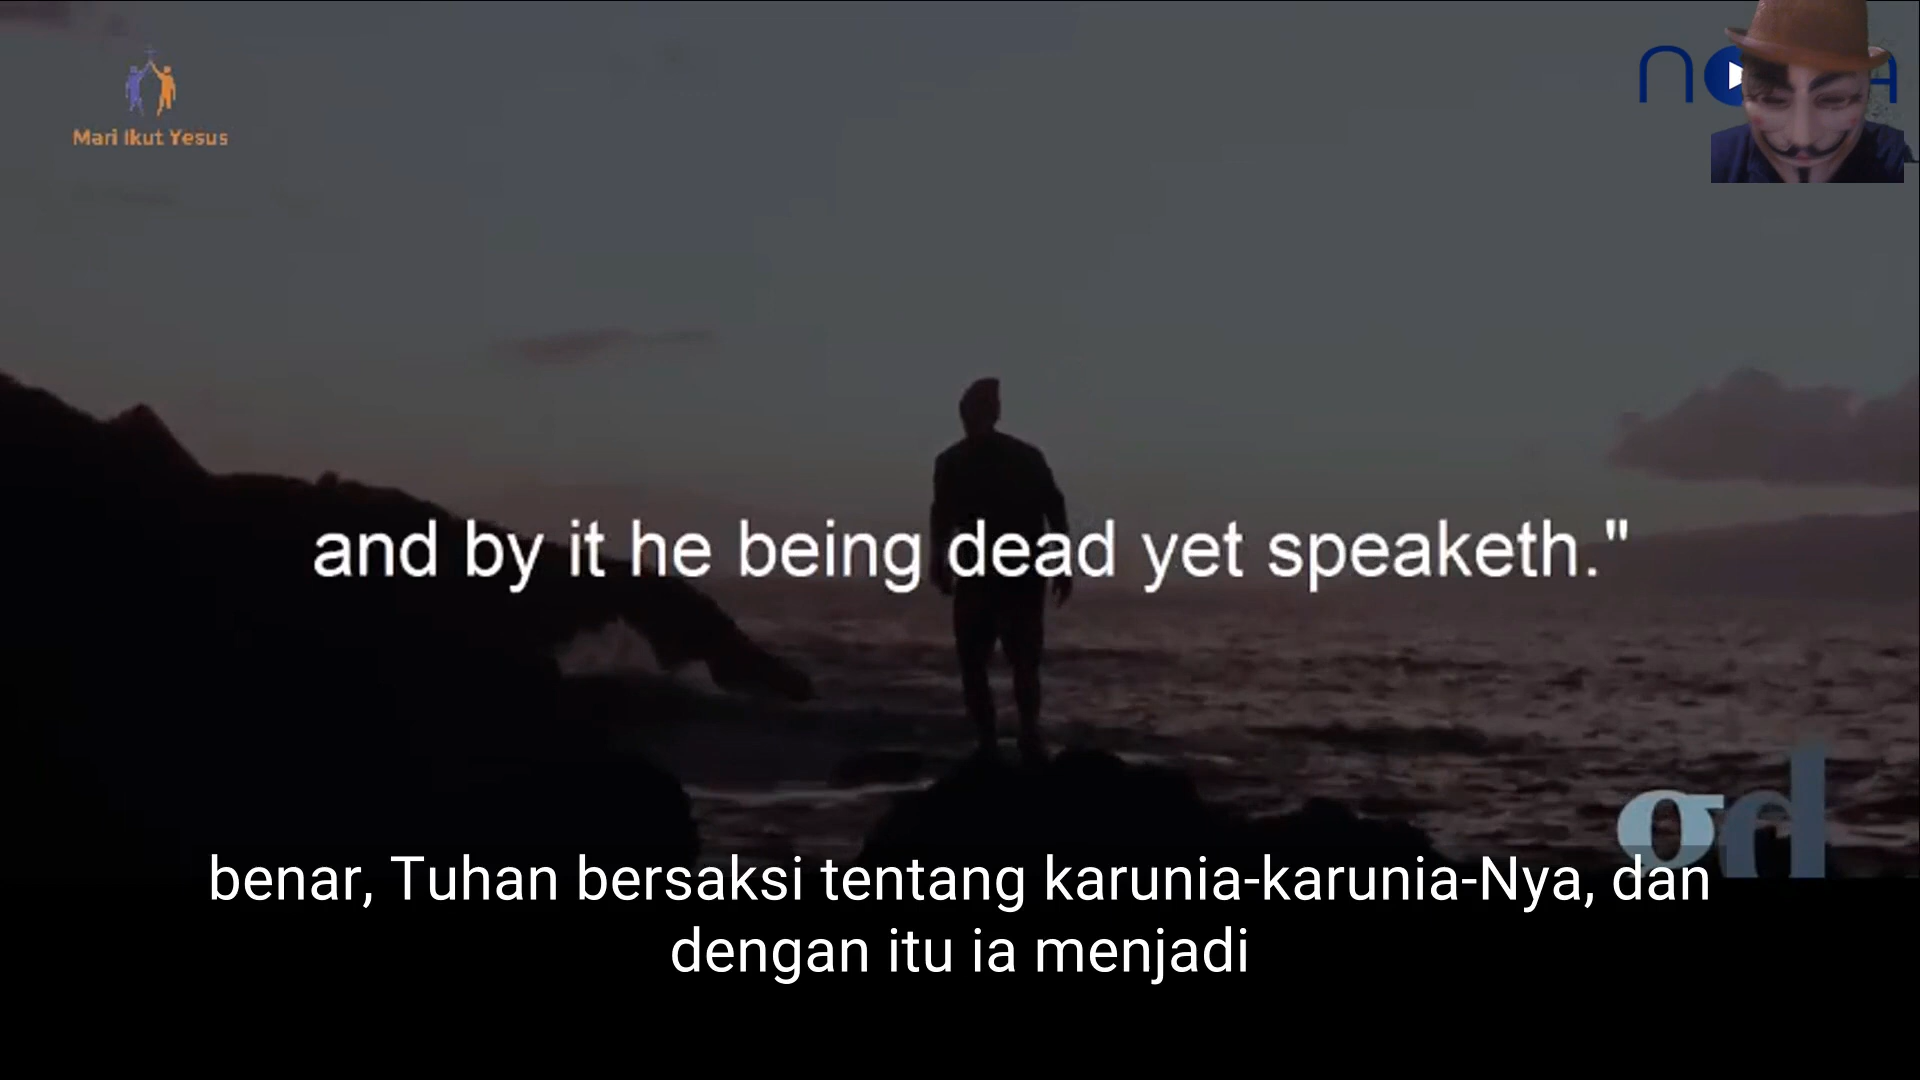 Mari Ikut Yesus
and by it he being dead yet speaketh."
gd
benar, Tuhan bersaksi tentang karunia-karunia-Nya, dan
dengan itu ia menjadi